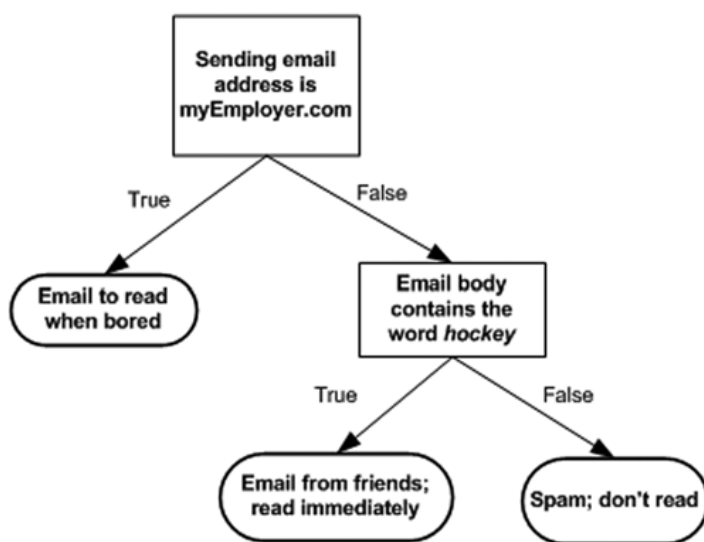 Sending email
address is
myEmployer.com
True
False
Email to read
when bored
Email body
contains the
word hockey
True
False
Email from friends;
read immediately
Spam; don't read